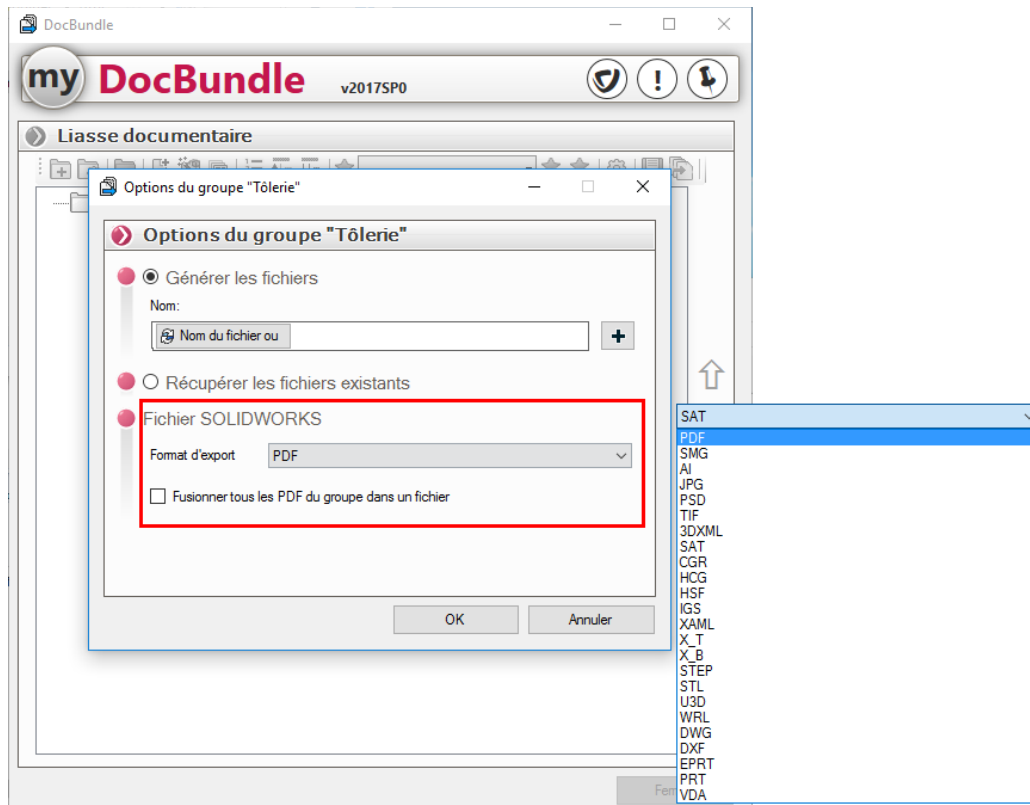 DocBundle
my DocBundle v2017SP0
Liasse documentaire
Options du groupe "Tôlerie"
Options du groupe "Tôlerie"
Générer les fichiers
Nom:
Nom du fichier ou
Récupérer les fichiers existants
Fichier SOLIDWORKS
Format d'export PDF
Fusionner tous les PDF du groupe dans un fichier
OK Annuler
SAT
PDF
SMG
AI
JPG
PSD
TIF
3DXML
SAT
CGR
HCG
HSF
IGS
XAML
X_T
X_B
STEP
STL
U3D
WRL
DWG
DXF
EPRT
PRT
VDA